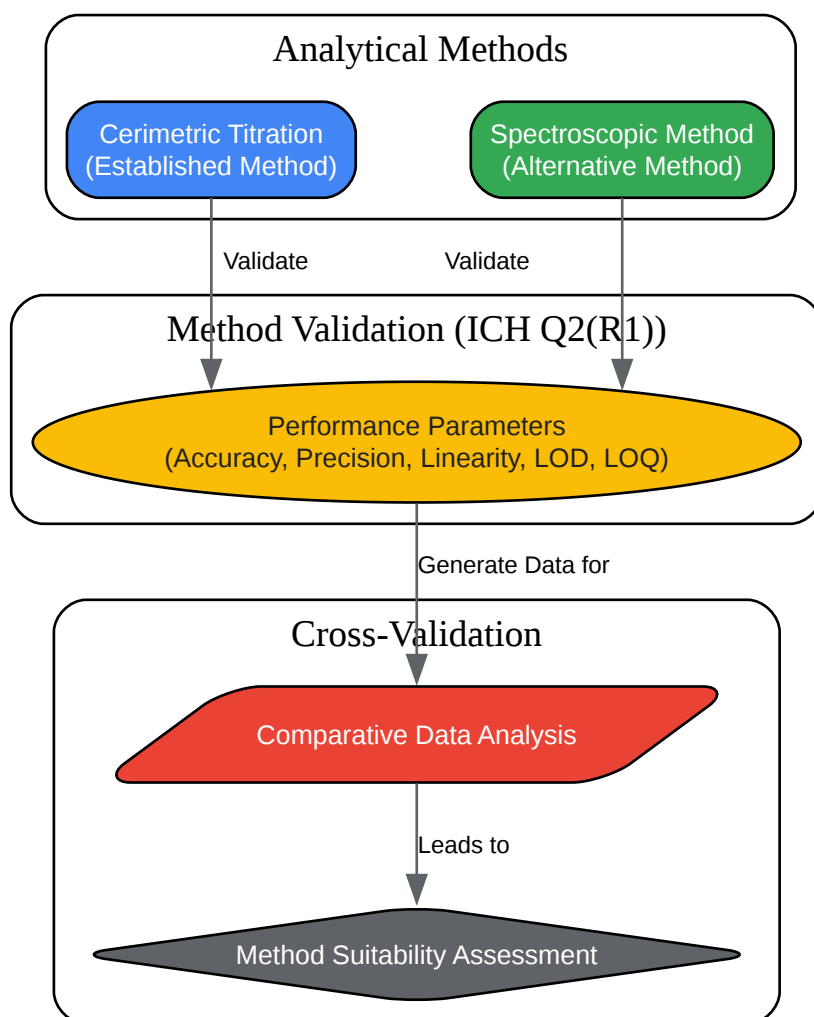 Analytical Methods
Cerimetric Titration
(Established Method)
Spectroscopic Method
(Alternative Method)
Validate
Validate
Method Validation (ICH Q2(R1))
Performance Parameters
(Accuracy, Precision, Linearity, LOD, LOQ)
Generate Data for
Cross-Validation
Comparative Data Analysis
Leads to
Method Suitability Assessment